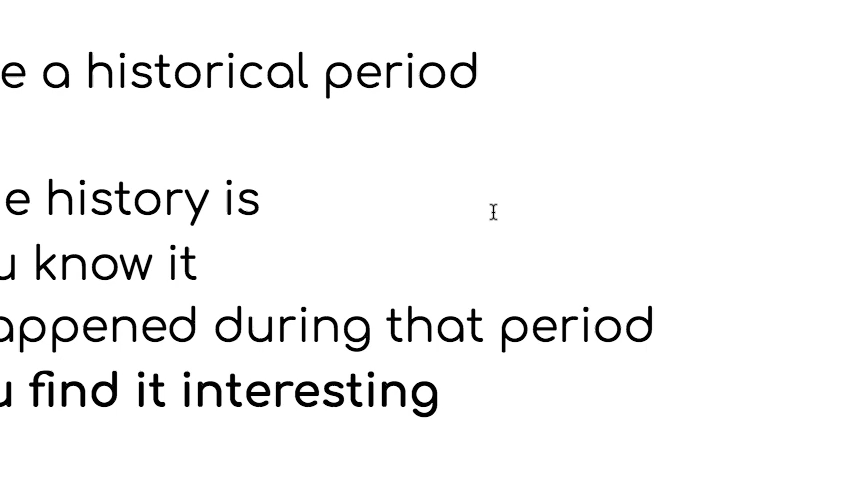 e a historical period
e history is
u know it
appened during that period
u find it interesting